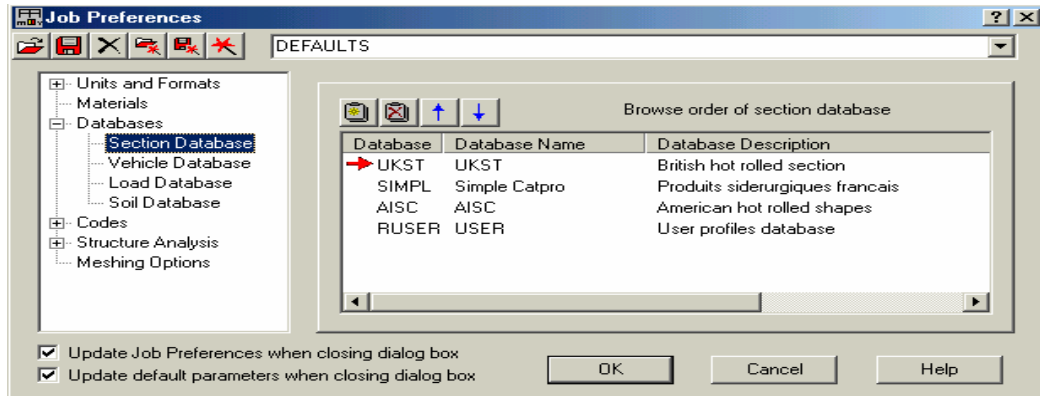 Job Preferences
DEFAULTS
Units and Formats
Materials
Databases
Section Database
Vehicle Database
Load Database
Soil Database
Codes
Structure Analysis
Meshing Options
Browse order of section database
Database Database Name Database Description
UKST UKST British hot rolled section
SIMPL Simple Catpro Produits siderurgiques francais
AISC AISC American hot rolled shapes
RUSER USER User profiles database
Update Job Preferences when closing dialog box
Update default parameters when closing dialog box
OK Cancel Help